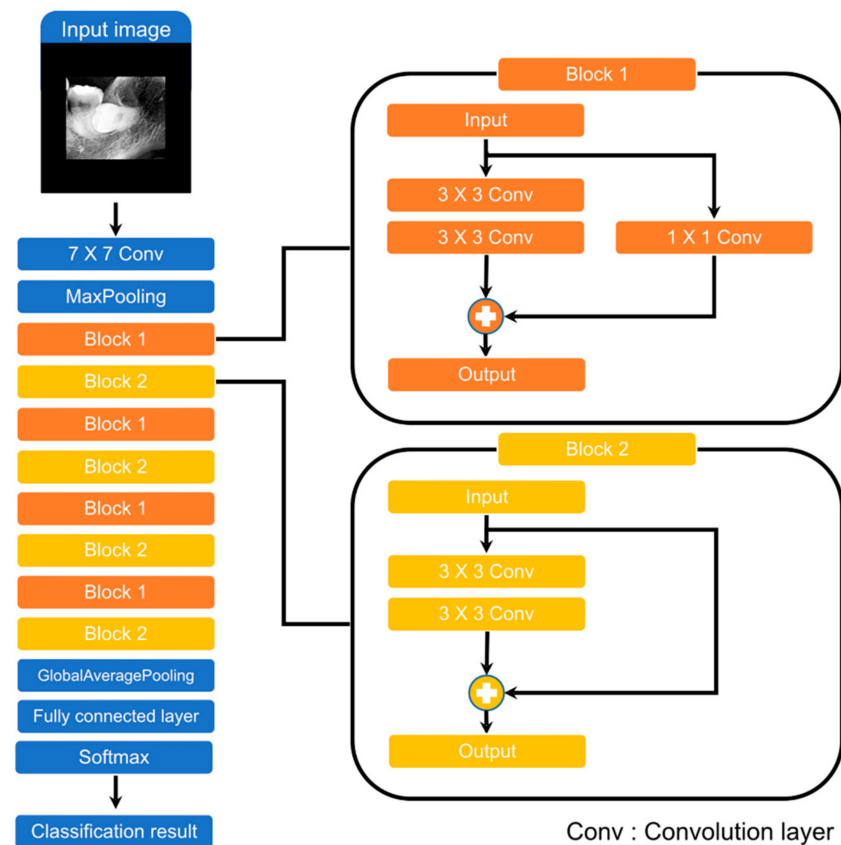 Input image
7 X 7 Conv
MaxPooling
Block 1
Block 2
Block 1
Block 2
Block 1
Block 2
Block 1
Block 2
GlobalAveragePooling
Fully connected layer
Softmax
Classification result
Block 1
Input
3 X 3 Conv
3 X 3 Conv
1 X 1 Conv
Output
Block 2
Input
3 X 3 Conv
3 X 3 Conv
Output
Conv : Convolution layer